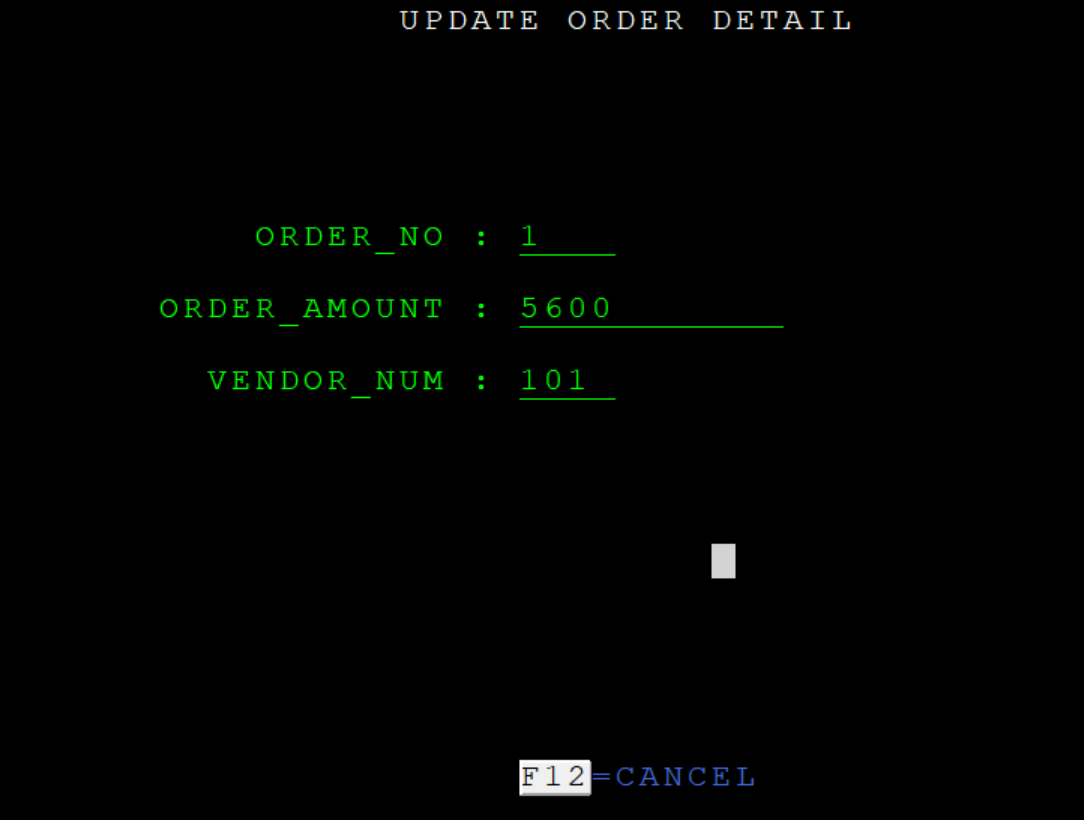 UPDATE ORDER DETAIL
ORDER_NO : 1
ORDER_AMOUNT : 5600
VENDOR_NUM : 101
F12=CANCEL